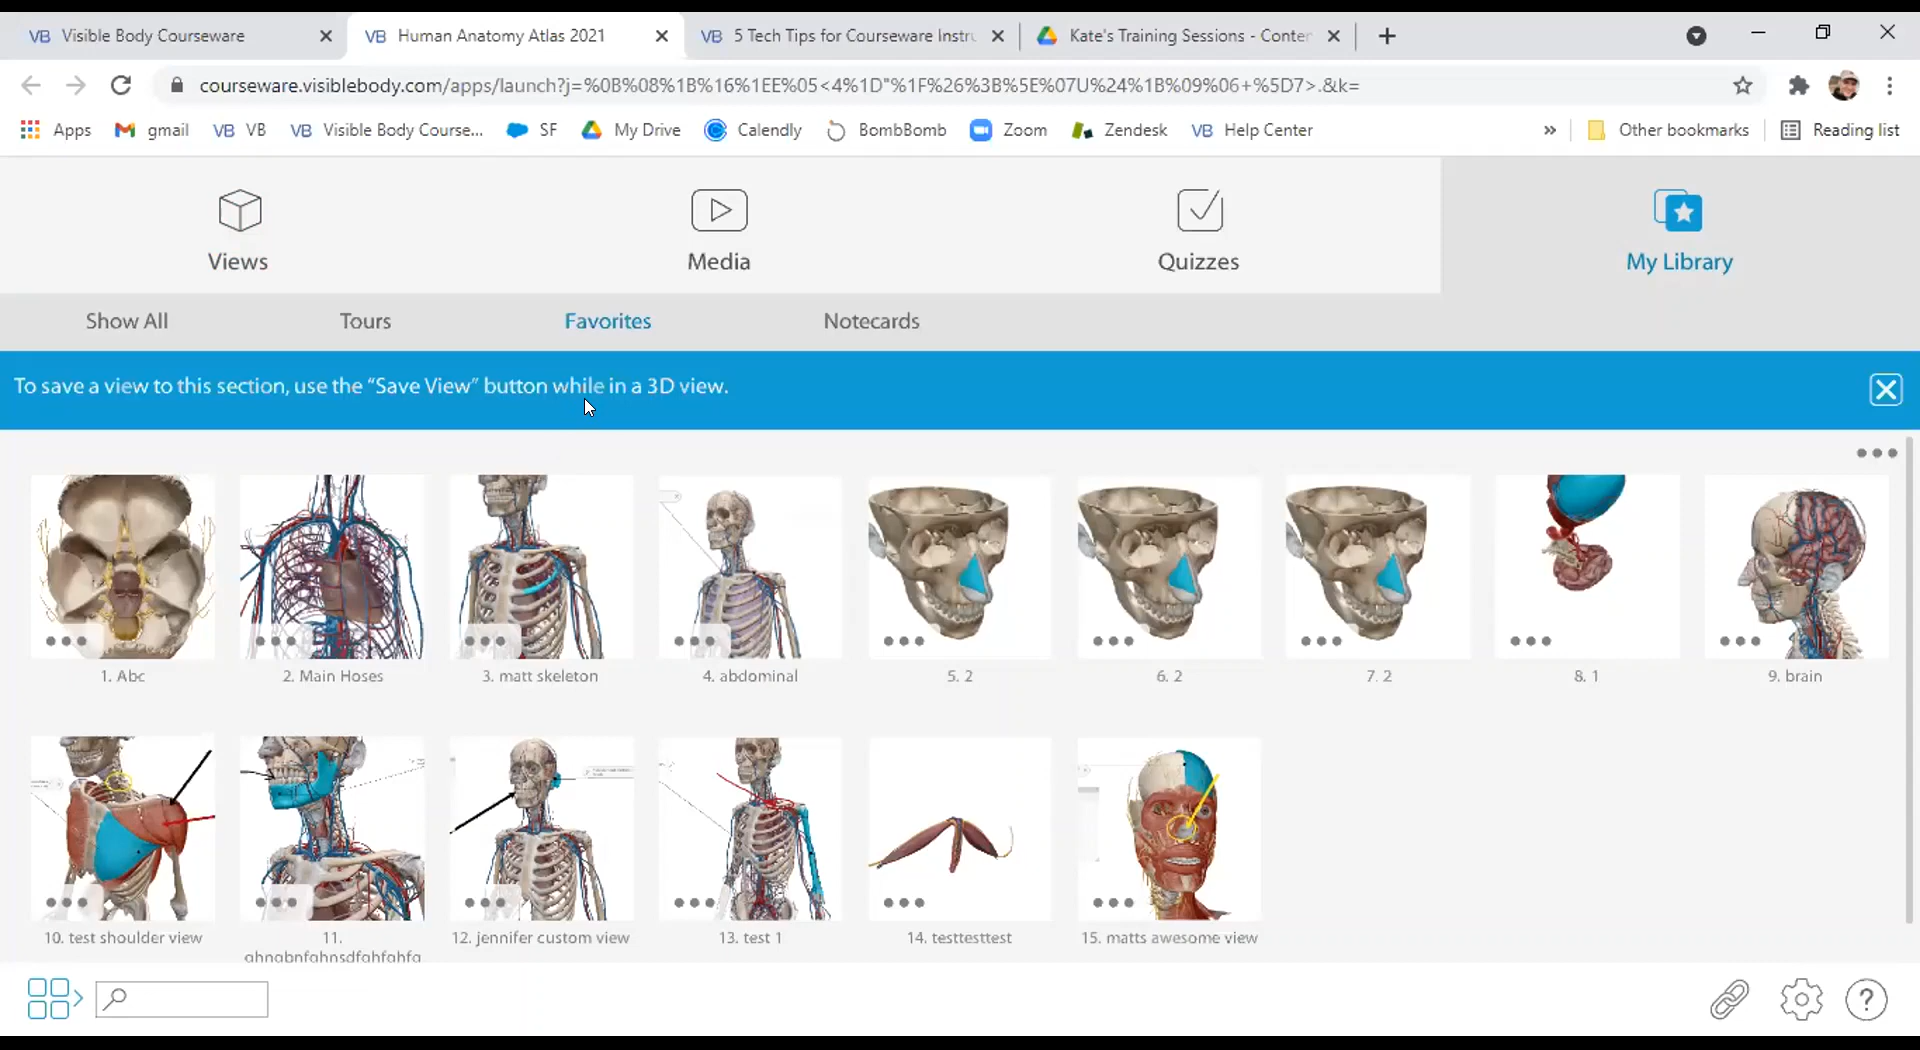 VB Visible Body Courseware
VB Human Anatomy Atlas 2021
VB 5 Tech Tips for Courseware Instru
Kate's Training Sessions - Conten
courseware.visiblebody.com/apps/launch?j=%0B%08%1B%16%1EE%05<4%1D"%1F%26%3B%5E%07U%24%1B%09%06+%5D7>.&k=
Apps
gmail
VB VB
VB Visible Body Course...
SF
My Drive
Calendly
BombBomb
Zoom
Zendesk
VB Help Center
»
Other bookmarks
Reading list
Views
Media
Quizzes
My Library
Show All
Tours
Favorites
Notecards
To save a view to this section, use the “Save View” button while in a 3D view.
1. Abc
2. Main Hoses
3. matt skeleton
4. abdominal
5. 2
6. 2
7. 2
8. 1
9. brain
10. test shoulder view
11.
ghngbnfghnsdfghfghfg
12. jennifer custom view
13. test 1
14. testtesttest
15. matts awesome view
?